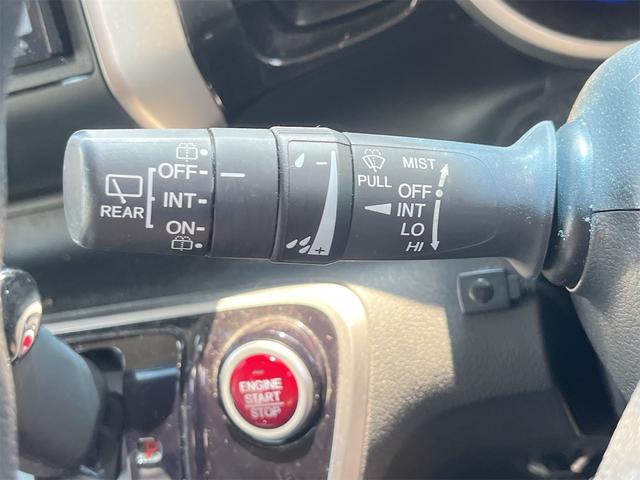 OFF-
INT-
ON-
REAR
-
+
PULL
MIST
OFF
INT
LO
HI
ENGINE
START
STOP
P